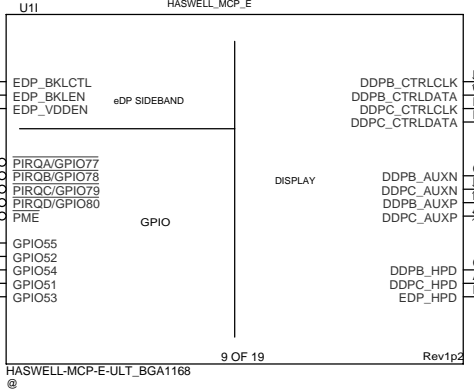 U1I
HASWELL_MCP_E
EDP_BKLCTL
EDP_BKLEN
EDP_VDDEN
eDP SIDEBAND
PIRQA/GPIO77
PIRQB/GPIO78
PIRQC/GPIO79
PIRQD/GPIO80
PME
GPIO
GPIO55
GPIO52
GPIO54
GPIO51
GPIO53
DISPLAY
DDPB_CTRLCLK
DDPB_CTRLDATA
DDPC_CTRLCLK
DDPC_CTRLDATA
DDPB_AUXN
DDPC_AUXN
DDPB_AUXP
DDPC_AUXP
DDPB_HPD
DDPC_HPD
EDP_HPD
9 OF 19
Rev1p2
HASWELL-MCP-E-ULT_BGA1168
@